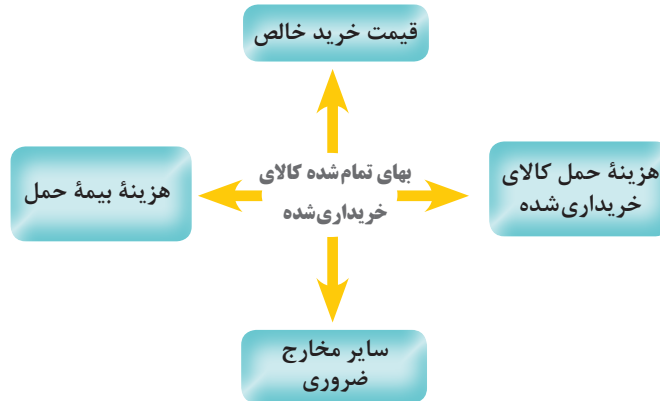 قیمت خرید خالص
هزینهٔ حمل کالای
خریداری‌شده
بهای تمام‌شده کالای
خریداری‌شده
هزینهٔ بیمهٔ حمل
سایر مخارج
ضروری